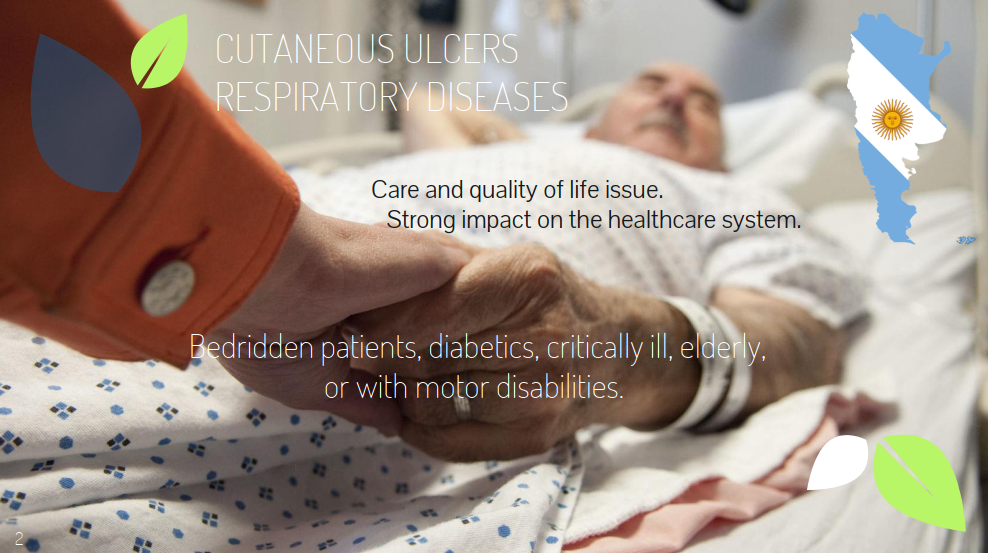 CUTANEOUS ULCERS
RESPIRATORY DISEASES
Care and quality of life issue.
Strong impact on the healthcare system.
Bedridden patients, diabetics, critically ill, elderly,
or with motor disabilities.
2